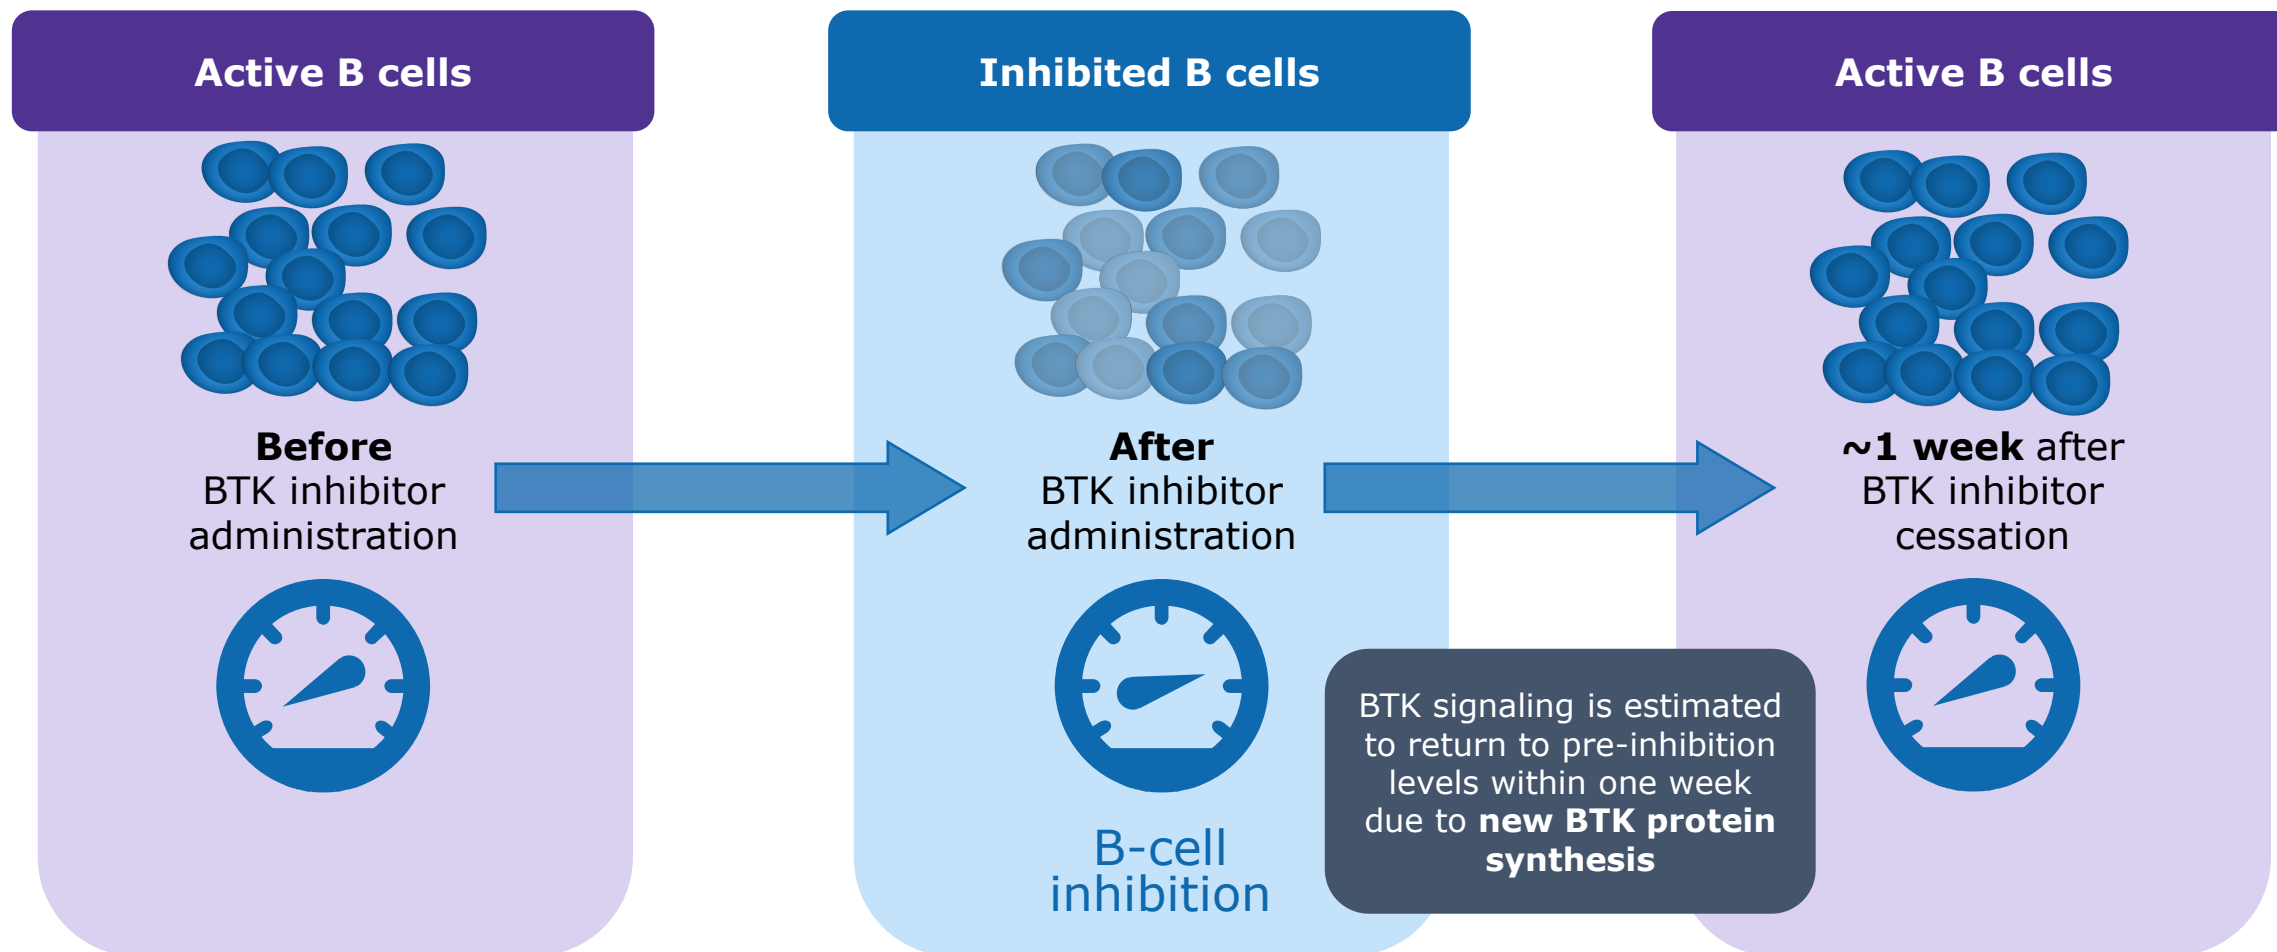 Active B cells
Before
BTK inhibitor
administration
Inhibited B cells
After
BTK inhibitor
administration
B-cell
inhibition
BTK signaling is estimated
to return to pre-inhibition
levels within one week
due to new BTK protein
synthesis
Active B cells
~1 week after
BTK inhibitor
cessation